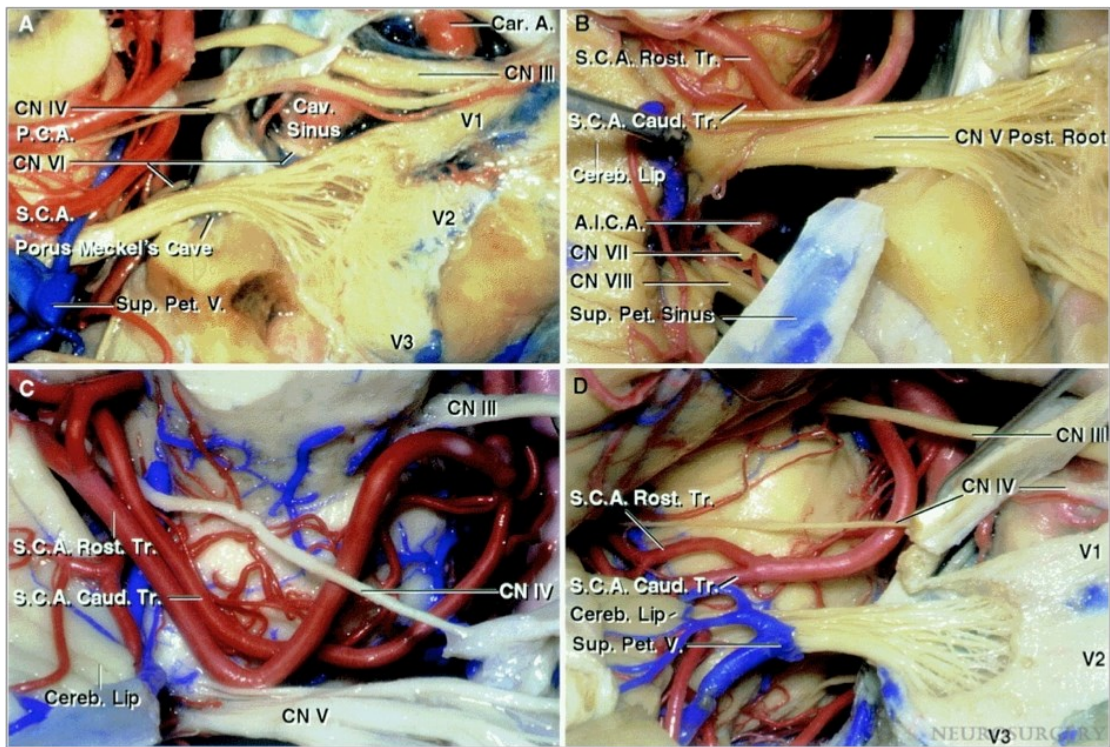 A
Car. A.
CN III
CN IV
Cav.
Sinus
V1
P.C.A.
CN VI
V2
S.C.A.
Porus Meckel's Cave
Sup. Pet. V.
V3
B
S.C.A. Rost. Tr.
S.C.A. Caud. Tr.
CN V Post. Root
Cereb. Lip
A.I.C.A.
CN VII
CN VIII
Sup. Pet. Sinus
C
CN III
S.C.A. Rost. Tr.
S.C.A. Caud. Tr.
CN IV
Cereb. Lip
CN V
D
CN III
CN IV
S.C.A. Rost. Tr.
V1
S.C.A. Caud. Tr.
Cereb. Lip
Sup. Pet. V.
V2
NEUROSURGERY
V3